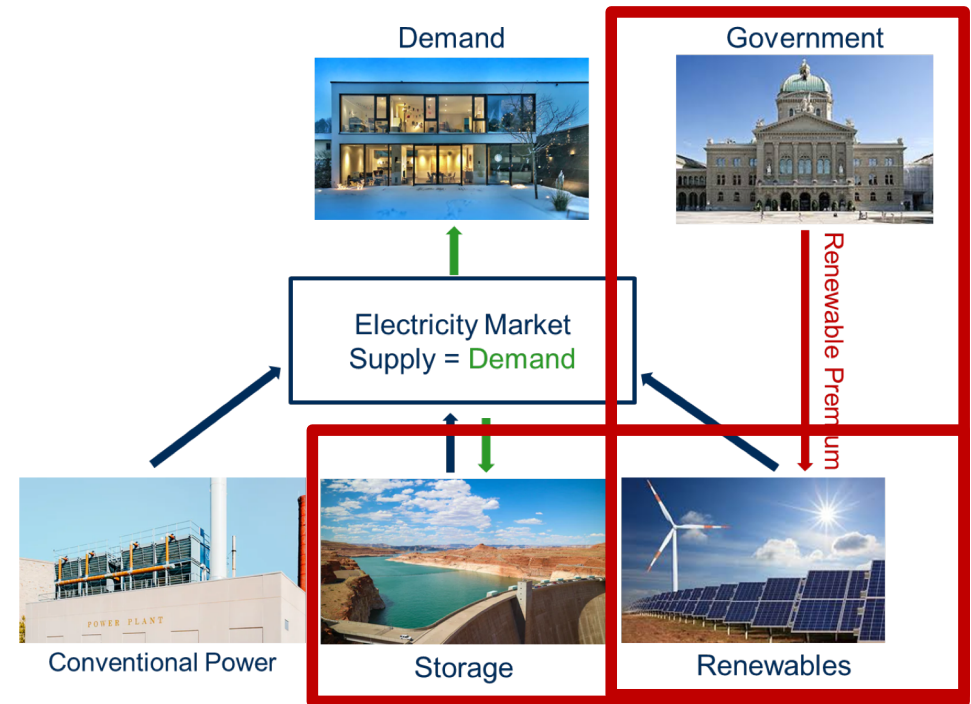 Demand
Government
Electricity Market
Supply = Demand
Renewable Premium
POWER PLANT
Conventional Power
Storage
Renewables